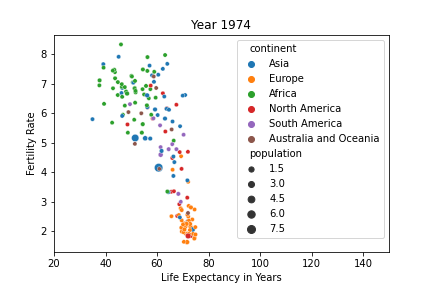 Year 1974
Fertility Rate
8
7
6
5
4
3
2
20 40 60 80 100 120 140
Life Expectancy in Years
continent
Asia
Europe
Africa
North America
South America
Australia and Oceania
population
1.5
3.0
4.5
6.0
7.5